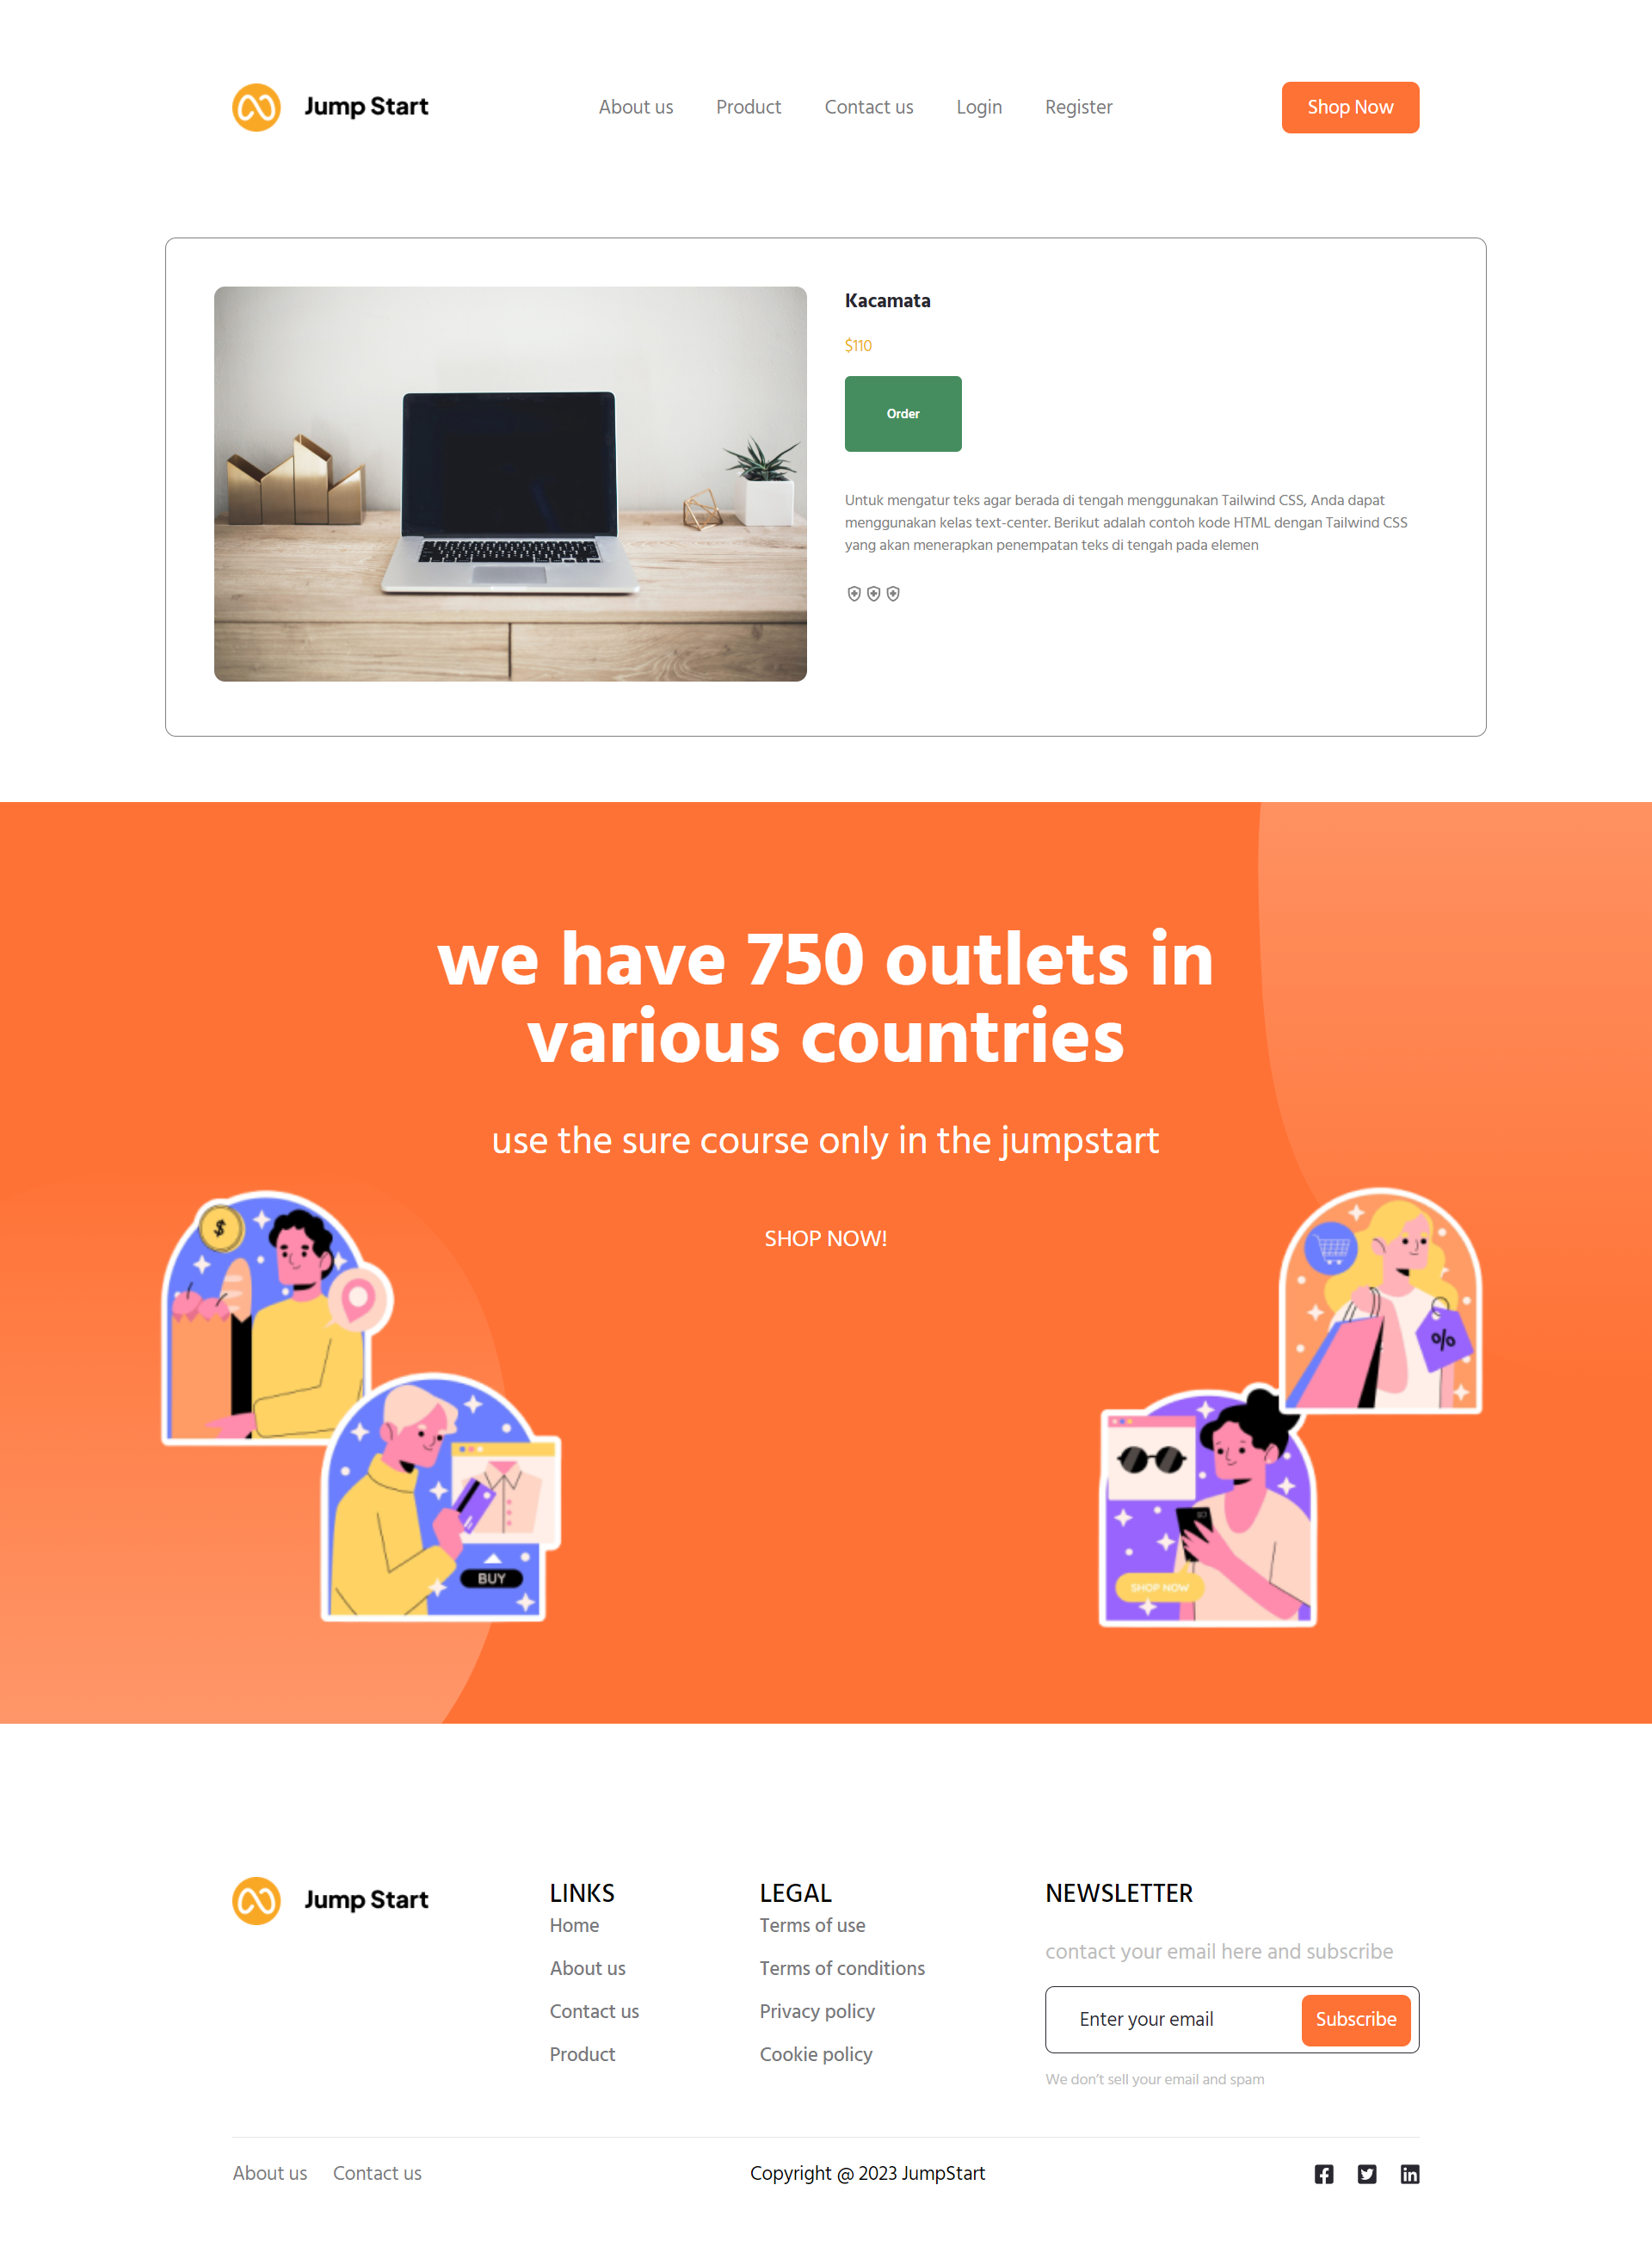 Jump Start
About us
Product
Contact us
Login
Register
Shop Now
Kacamata
$110
Order
Untuk mengatur teks agar berada di tengah menggunakan Tailwind CSS, Anda dapat
menggunakan kelas text-center. Berikut adalah contoh kode HTML dengan Tailwind CSS
yang akan menerapkan penempatan teks di tengah pada elemen
we have 750 outlets in
various countries
use the sure course only in the jumpstart
SHOP NOW!
$
%
BUY
SHOP NOW
Jump Start
LINKS
Home
About us
Contact us
Product
LEGAL
Terms of use
Terms of conditions
Privacy policy
Cookie policy
NEWSLETTER
contact your email here and subscribe
Enter your email
Subscribe
We don't sell your email and spam
About us
Contact us
Copyright @ 2023 JumpStart